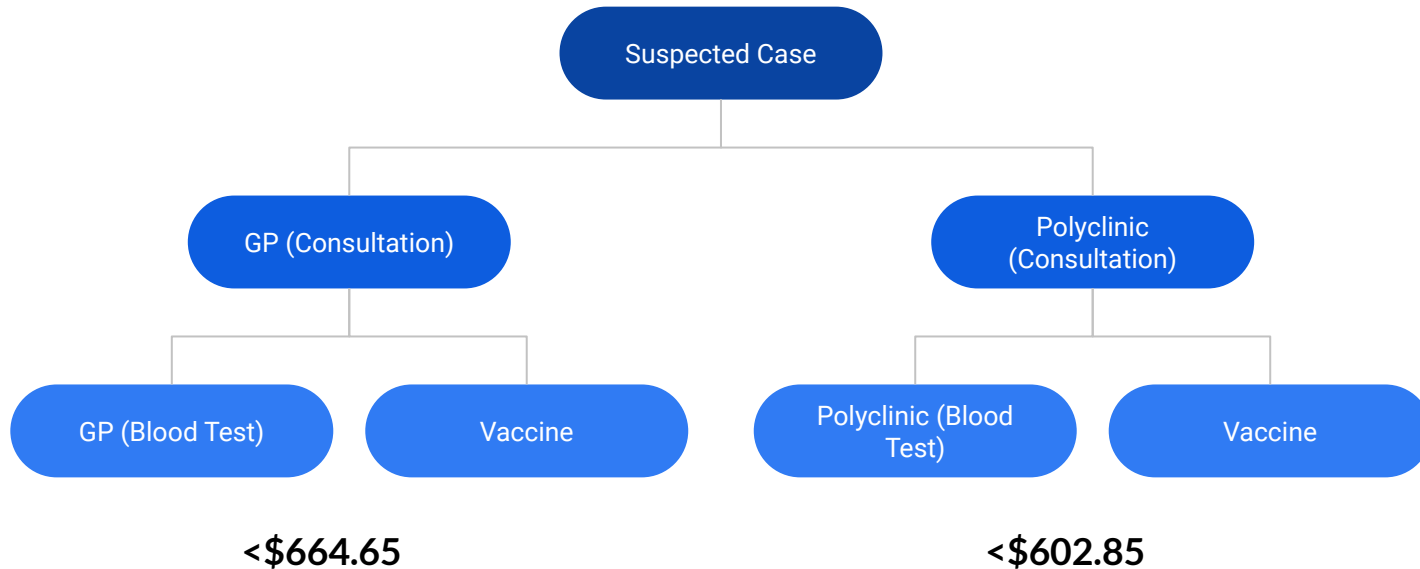 Suspected Case
GP (Consultation)
Polyclinic
(Consultation)
GP (Blood Test)
Vaccine
Polyclinic (Blood
Test)
Vaccine
<$664.65
<$602.85